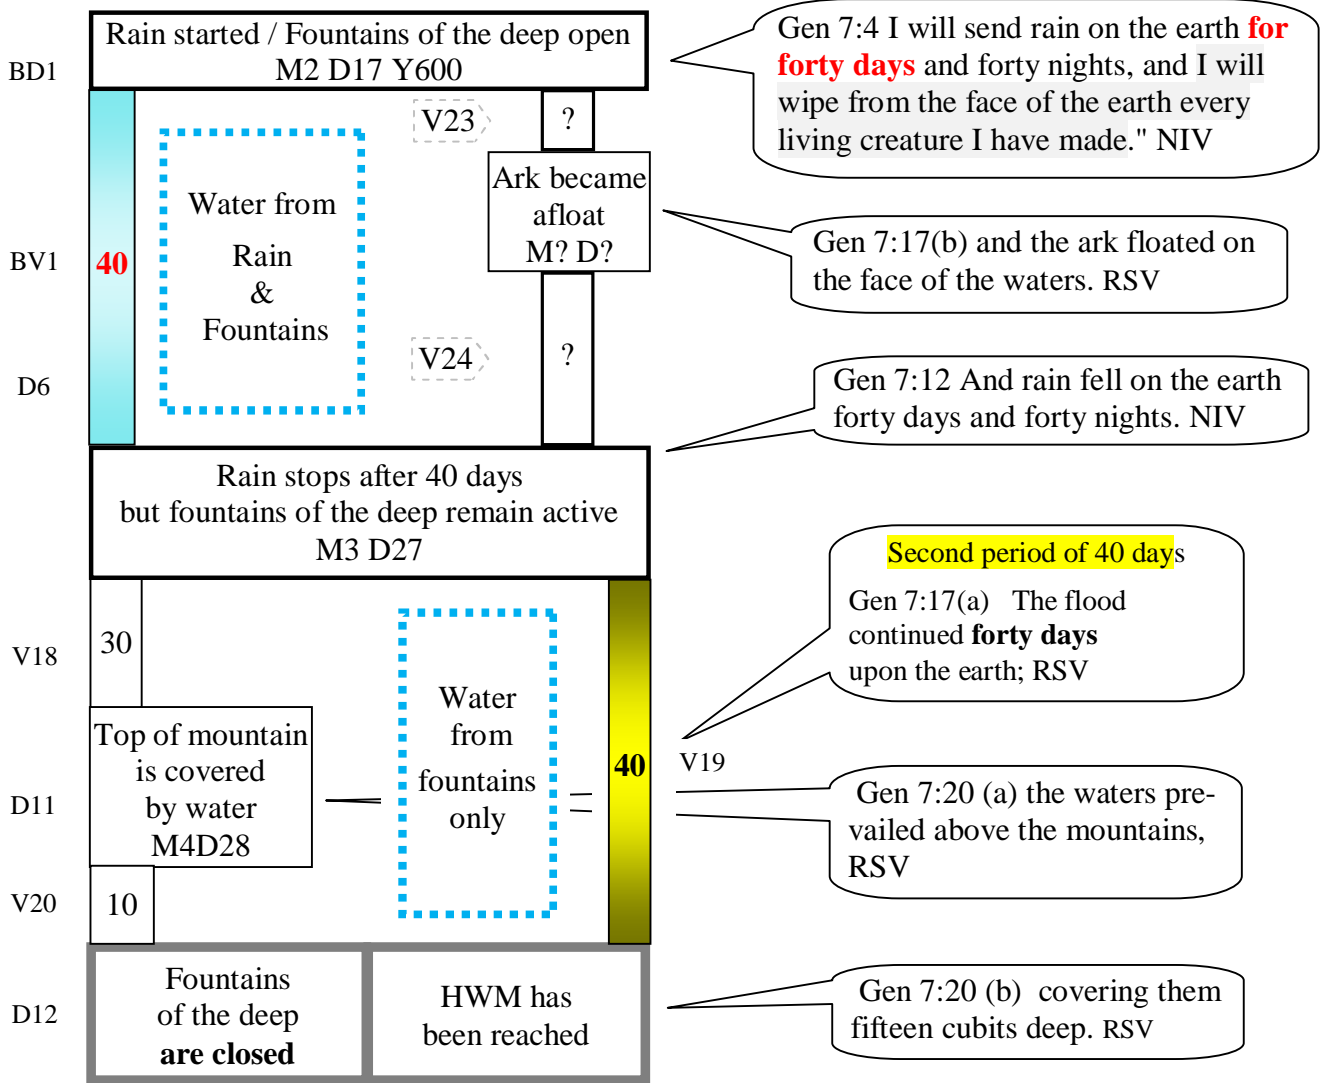 Rain started / Fountains of the deep open
M2 D17 Y600
BD1
Gen 7:4 I will send rain on the earth for
forty days and forty nights, and I will
wipe from the face of the earth every
living creature I have made." NIV
V23
?
Ark became
afloat
M? D?
Water from
Rain
&
Fountains
BV1
40
Gen 7:17(b) and the ark floated on
the face of the waters. RSV
V24
?
D6
Gen 7:12 And rain fell on the earth
forty days and forty nights. NIV
Rain stops after 40 days
but fountains of the deep remain active
M3 D27
Second period of 40 days
Gen 7:17(a) The flood
continued forty days
upon the earth; RSV
V18
30
Water
from
fountains
only
Top of mountain
is covered
by water
M4D28
40
V19
D11
Gen 7:20 (a) the waters pre-
vailed above the mountains,
RSV
V20
10
Fountains
of the deep
are closed
HWM has
been reached
D12
Gen 7:20 (b) covering them
fifteen cubits deep. RSV